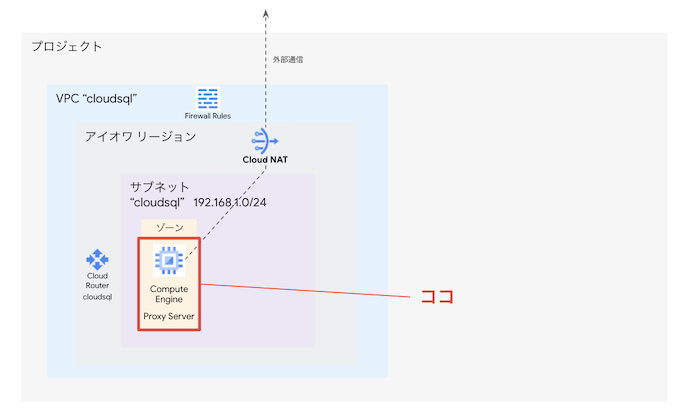 外部通信
プロジェクト
VPC “cloudsql”
Firewall Rules
アイオワ リージョン
Cloud NAT
サブネット
“cloudsql” 192.168.1.0/24
ゾーン
Cloud
Router
cloudsql
Compute
Engine
Proxy Server
ココ